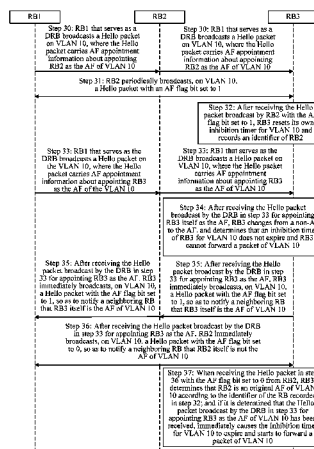 RB1
RB2
RB3
Step 30: RB1 that serves as a
DRB broadcasts a Hello packet
on VLAN 10, where the Hello
packet carries AF appointment
information about appointing
RB2 as the AF of VLAN 10
Step 30: RB1 that serves as a
DRB broadcasts a Hello packet
on VLAN 10, where the Hello
packet carries AF appointment
information about appointing
RB2 as the AF of VLAN 10
Step 31: RB2 periodically broadcasts, on VLAN 10,
a Hello packet with an AF flag bit set to 1
Step 32: After receiving the Hello
packet broadcast by RB2 with the A
flag bit set to 1, RB3 resets its own
inhibition timer for VLAN 10 and
records an identifier of RB2
Step 33: RB1 that serves as the
DRB broadcasts a Hello packet on
the VLAN 10, where the Hello
packet carries AF appointment
information about appointing RB3
as the AF of the VLAN 10
Step 33: RB1 that serves as the
DRB broadcasts a Hello packet
on VLAN 10, where the Hello
packet carries AF appointment
information about appointing RB3
as the AF of VLAN 10
Step 34: After receiving the Hello
packet broadcast by the DRB in step 33 for appointing
RB3 itself as the AF, RB3 changes from a non-A
to the AF, and determines that an inhibition time
of RB3 for VLAN 10 does not expire and RB3
cannot forward a packet of VLAN 10
Step 35: After receiving the Hello
packet broadcast by the DRB in step
33 for appointing RB3 as the AF, RB3
immediately broadcasts, on VLAN 10,
a Hello packet with the AF flag bit set
to 1, so as to notify a neighboring RB
that RB3 itself is the AF of VLAN 10
Step 35: After receiving the Hello
packet broadcast by the DRB in step
33 for appointing RB3 as the AF, RB3
immediately broadcasts, on VLAN 10,
a Hello packet with the AF flag bit set
to 1, so as to notify a neighboring RB
that RB3 itself is the AF of VLAN 10
Step 36: After receiving the Hello packet broadcast by the DRB
in step 33 for appointing RB3 as the AF, RB2 immediately
broadcasts, on VLAN 10, a Hello packet with the AF flag bit set
to 0, so as to notify a neighboring RB that RB2 itself is not the
AF of VLAN 10
Step 37: When receiving the Hello packet in step
36 with the AF flag bit set to 0 from RB2, RB3
determines that RB2 is an original AF of VLAN
10 according to the identifier of the RB recorded
in step 32; and if it is determined that the Hello
packet broadcast by the DRB in step 33 for
appointing RB3 as the AF of VLAN 10 has been
received, immediately causes the inhibition time
for VLAN 10 to expire and starts to forward a
packet of VLAN 10